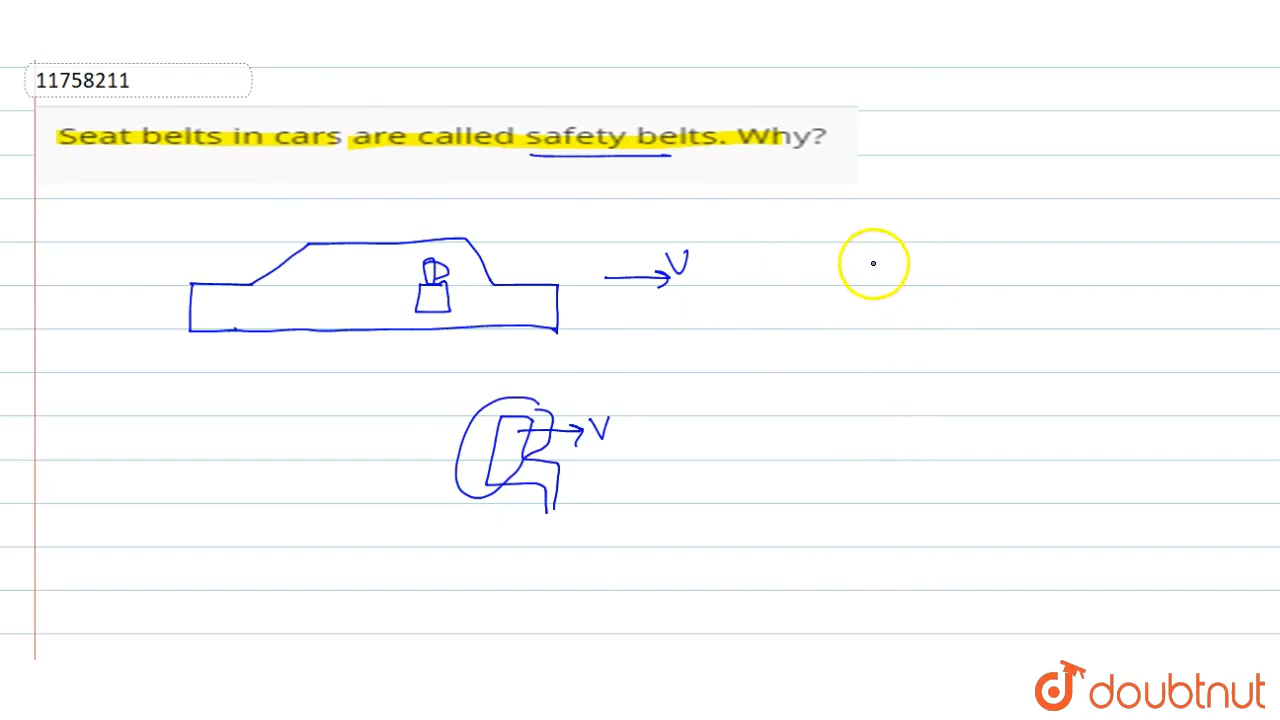 11758211
Seat belts in cars are called safety belts. Why?
V
V
doubtnut